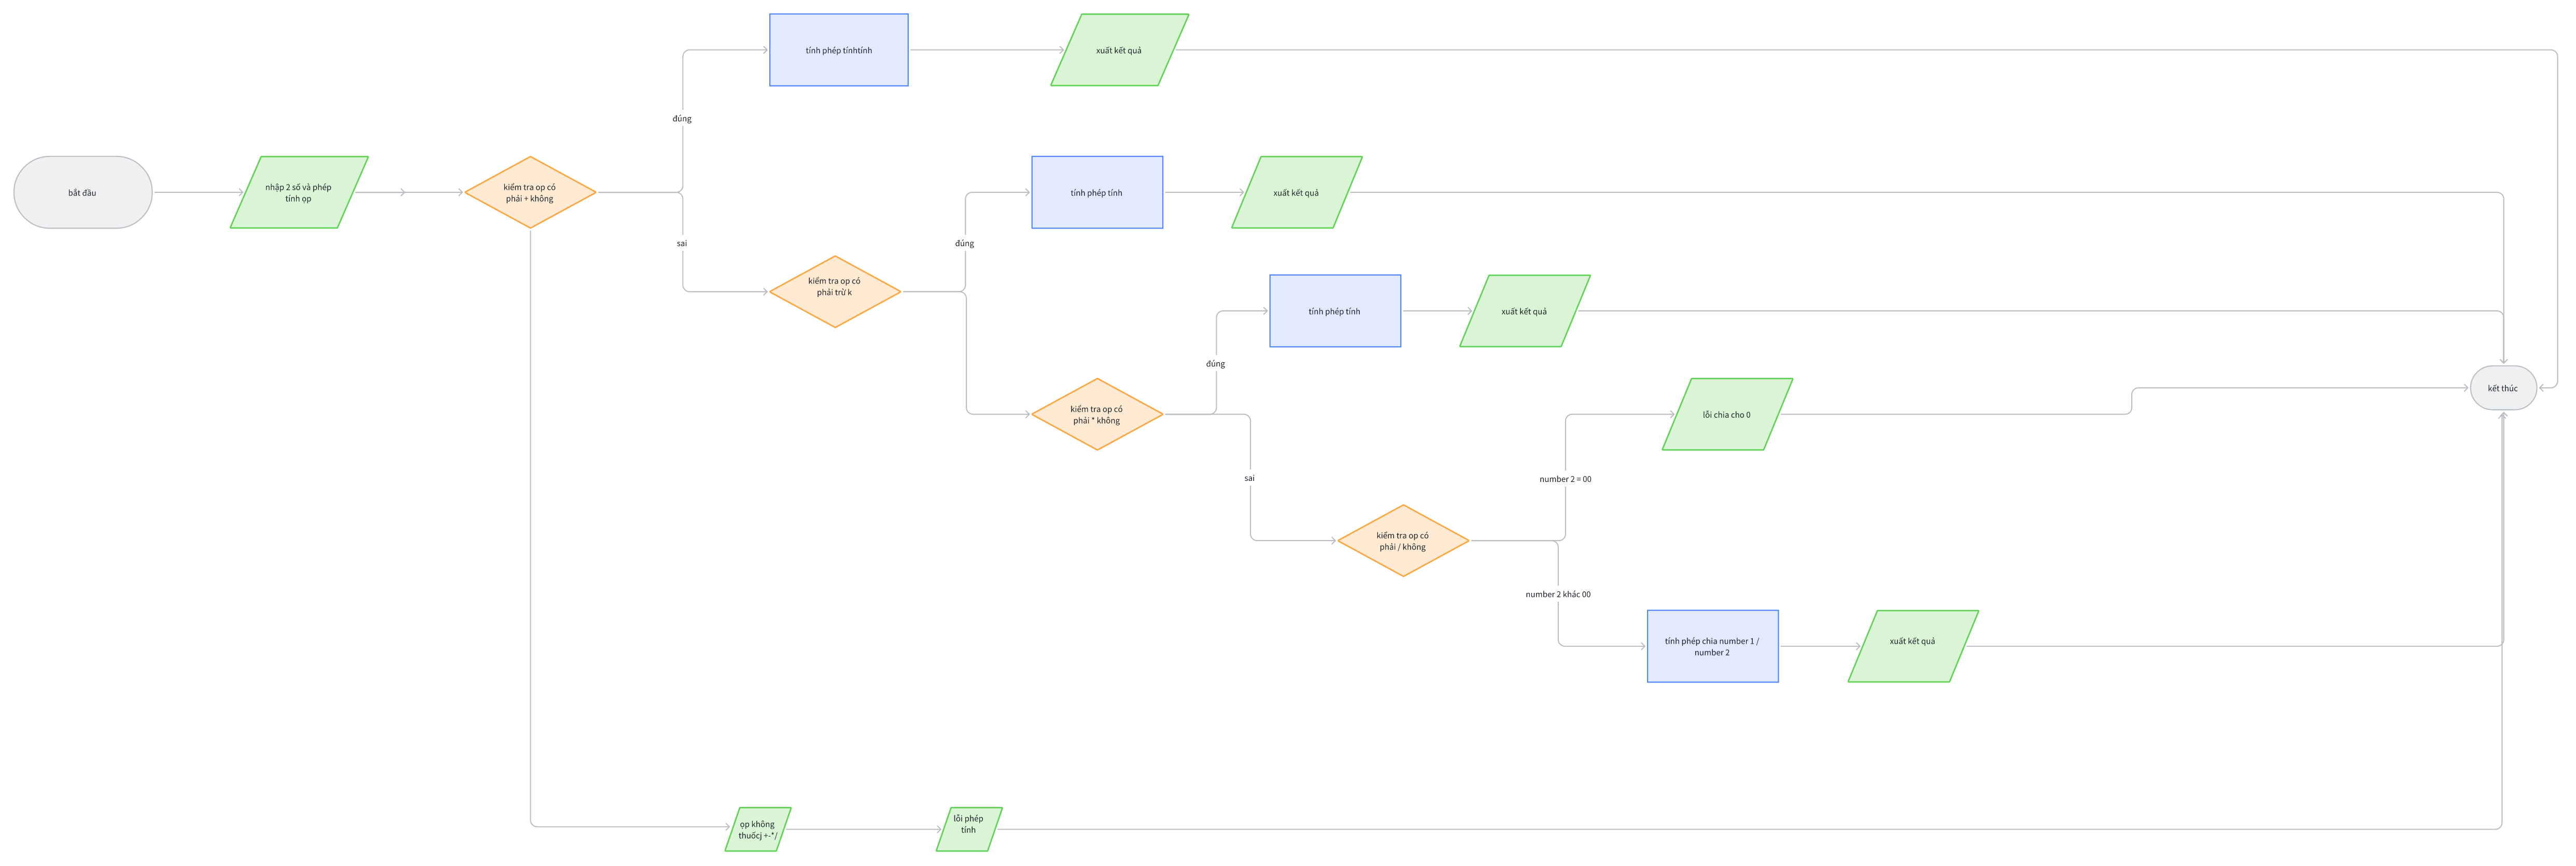 tính phép tínhtính
xuất kết quả
đúng
bắt đầu
nhập 2 số và phép
tính ọp
kiểm tra op có
phải + không
tính phép tính
xuất kết quả
sai
đúng
kiểm tra op có
phải trừ k
tính phép tính
xuất kết quả
đúng
kết thúc
kiểm tra op có
phải * không
lỗi chia cho 0
sai
number 2 = 00
kiểm tra op có
phải / không
number 2 khác 00
tính phép chia number 1 /
number 2
xuất kết quả
ọp không
thuốcj +-*/
lỗi phép
tính